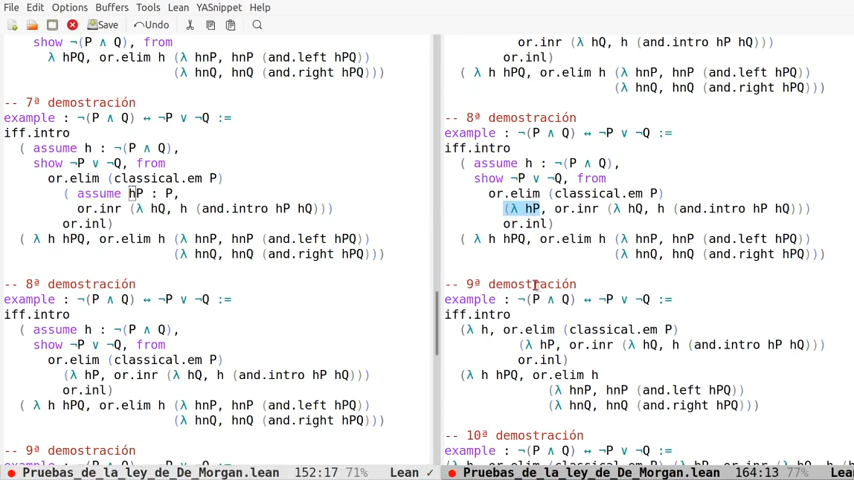 File Edit Options Buffers Tools Lean YASnippet Help
Save Undo
show ¬(P ∧ Q), from
λ hPQ, or.elim h (λ hnP, hnP (and.left hPQ))
(λ hnQ, hnQ (and.right hPQ)))
-- 7ª demostración
example : ¬(P ∧ Q) ↔ ¬P ∨ ¬Q :=
iff.intro
( assume h : ¬(P ∧ Q),
show ¬P ∨ ¬Q, from
or.elim (classical.em P)
( assume hP : P,
or.inr (λ hQ, h (and.intro hP hQ)))
or.inl)
( λ h hPQ, or.elim h (λ hnP, hnP (and.left hPQ))
(λ hnQ, hnQ (and.right hPQ)))
-- 8ª demostración
example : ¬(P ∧ Q) ↔ ¬P ∨ ¬Q :=
iff.intro
( assume h : ¬(P ∧ Q),
show ¬P ∨ ¬Q, from
or.elim (classical.em P)
(λ hP, or.inr (λ hQ, h (and.intro hP hQ)))
or.inl)
( λ h hPQ, or.elim h (λ hnP, hnP (and.left hPQ))
(λ hnQ, hnQ (and.right hPQ)))
-- 9ª demostración
Pruebas_de_la_ley_de_De_Morgan.lean 152:17 71% Lean ✓
or.inr (λ hQ, h (and.intro hP hQ)))
or.inl)
( λ h hPQ, or.elim h (λ hnP, hnP (and.left hPQ))
(λ hnQ, hnQ (and.right hPQ)))
-- 8ª demostración
example : ¬(P ∧ Q) ↔ ¬P ∨ ¬Q :=
iff.intro
( assume h : ¬(P ∧ Q),
show ¬P ∨ ¬Q, from
or.elim (classical.em P)
(λ hP, or.inr (λ hQ, h (and.intro hP hQ)))
or.inl)
( λ h hPQ, or.elim h (λ hnP, hnP (and.left hPQ))
(λ hnQ, hnQ (and.right hPQ)))
-- 9ª demostración
example : ¬(P ∧ Q) ↔ ¬P ∨ ¬Q :=
iff.intro
(λ h, or.elim (classical.em P)
(λ hP, or.inr (λ hQ, h (and.intro hP hQ)))
or.inl)
(λ h hPQ, or.elim h
(λ hnP, hnP (and.left hPQ))
(λ hnQ, hnQ (and.right hPQ)))
-- 10ª demostración
example : ¬(P ∧ Q) ↔ ¬P ∨ ¬Q :=
Pruebas_de_la_ley_de_De_Morgan.lean 164:13 77% Lean